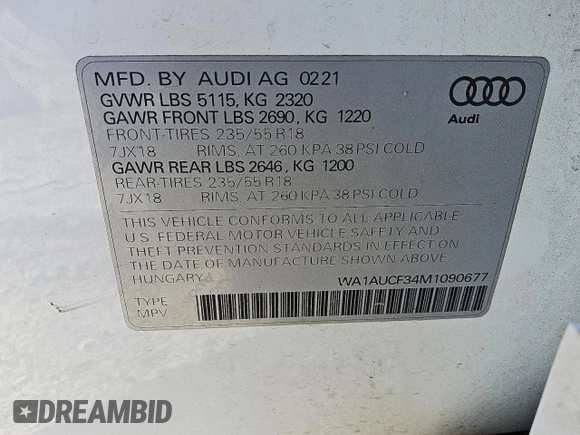 MFD. BY AUDI AG 0221
GVWR LBS 5115, KG 2320
GAWR FRONT LBS 2690, KG 1220
FRONT-TIRES 235/55 R18
7JX18 RIMS, AT 260 KPA 38 PSI COLD
GAWR REAR LBS 2646, KG 1200
REAR-TIRES 235/55 R18
7JX18 RIMS, AT 260 KPA 38 PSI COLD
Audi
THIS VEHICLE CONFORMS TO ALL APPLICABLE
U.S. FEDERAL MOTOR VEHICLE SAFETY AND
THEFT PREVENTION STANDARDS IN EFFECT ON
THE DATE OF MANUFACTURE SHOWN ABOVE
HUNGARY
WA1AUCF34M1090677
TYPE
MPV
DREAMBID